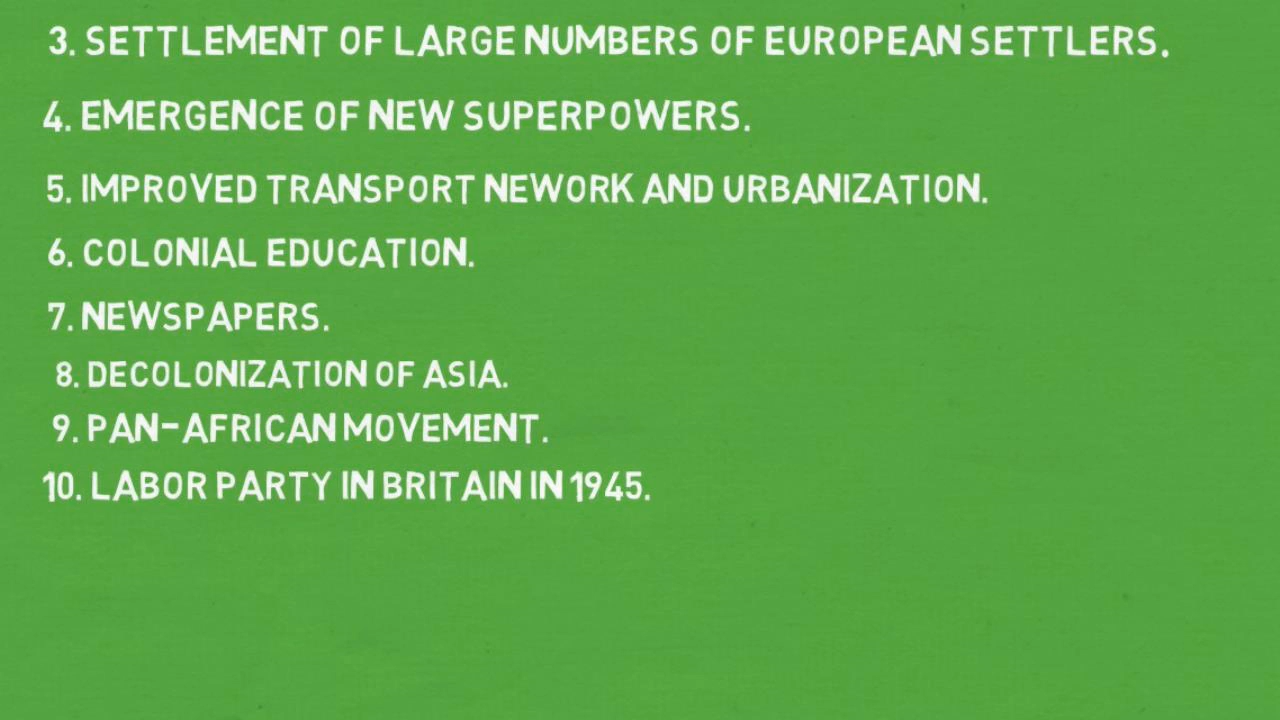 3. SETTLEMENT OF LARGE NUMBERS OF EUROPEAN SETTLERS.
4. EMERGENCE OF NEW SUPERPOWERS.
5. IMPROVED TRANSPORT NEWORK AND URBANIZATION.
6. COLONIAL EDUCATION.
7. NEWSPAPERS.
8. DECOLONIZATION OF ASIA.
9. PAN-AFRICAN MOVEMENT.
10. LABOR PARTY IN BRITAIN IN 1945.